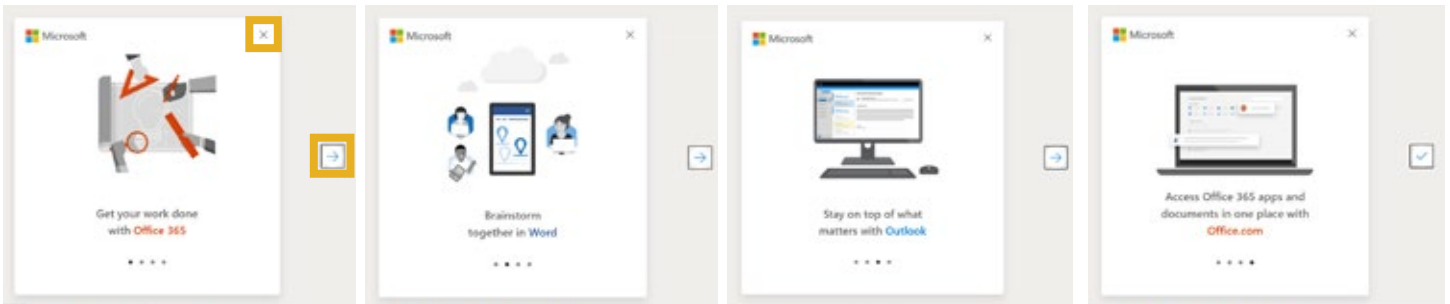 Microsoft
Get your work done
with Office 365
Microsoft
Brainstorm
together in Word
Microsoft
Stay on top of what
matters with Outlook
Microsoft
Access Office 365 apps and
documents in one place with
Office.com